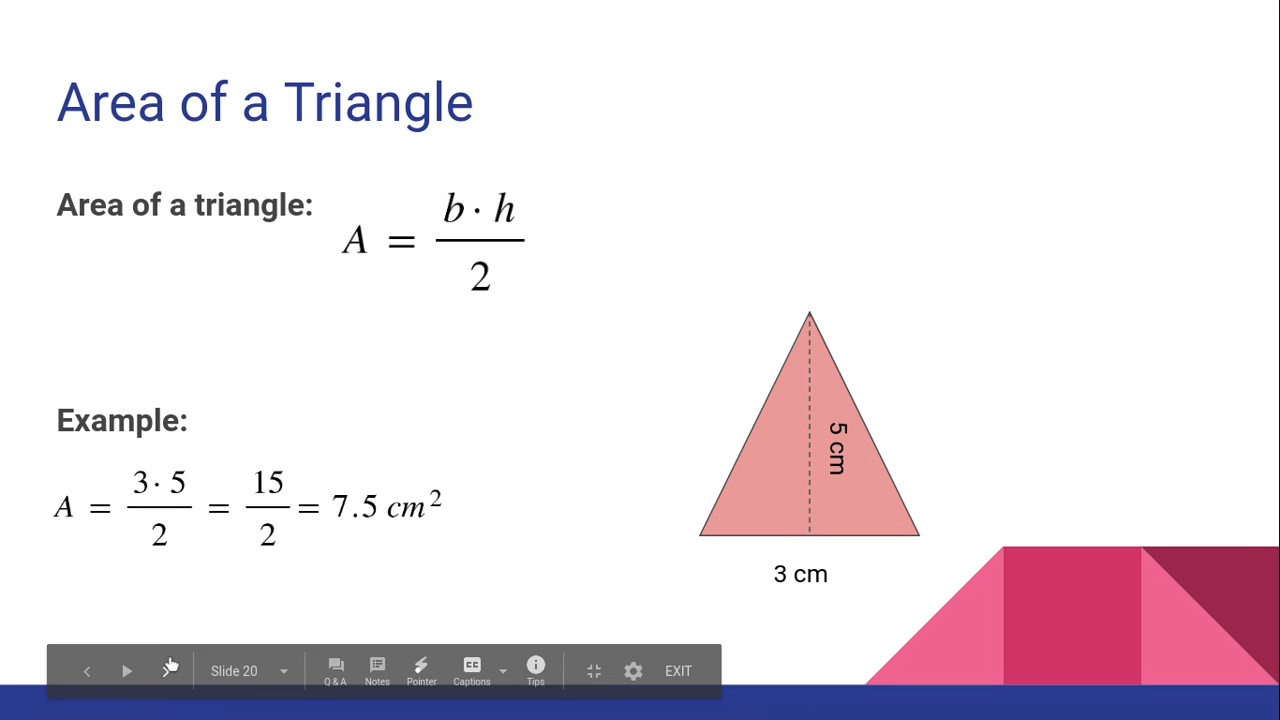 Area of a Triangle
Area of a triangle:
A = b · h / 2
5 cm
Example:
A = 3 · 5 / 2 = 15 / 2 = 7.5 cm²
3 cm
Slide 20
Q & A
Notes
Pointer
CC
Captions
Tips
EXIT